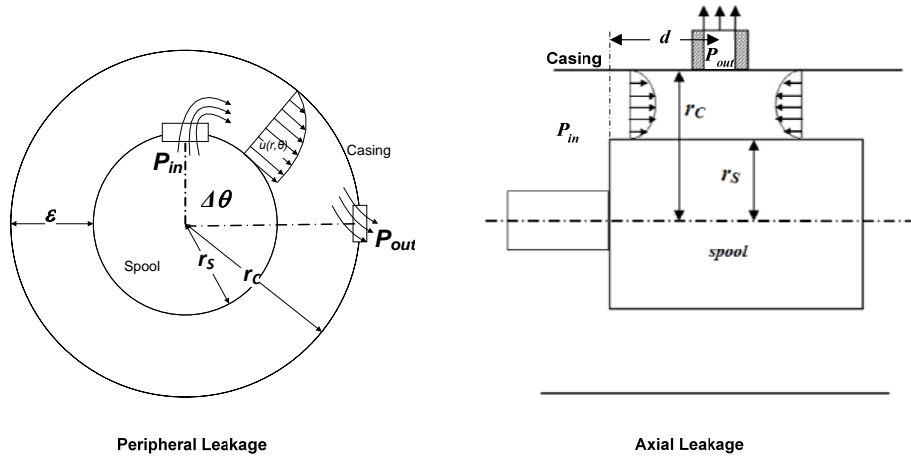 P_in
u(r,θ)
Casing
Δθ
ε
P_out
Spool
r_S
r_C
Peripheral Leakage
d
P_out
Casing
r_C
P_in
r_S
spool
Axial Leakage